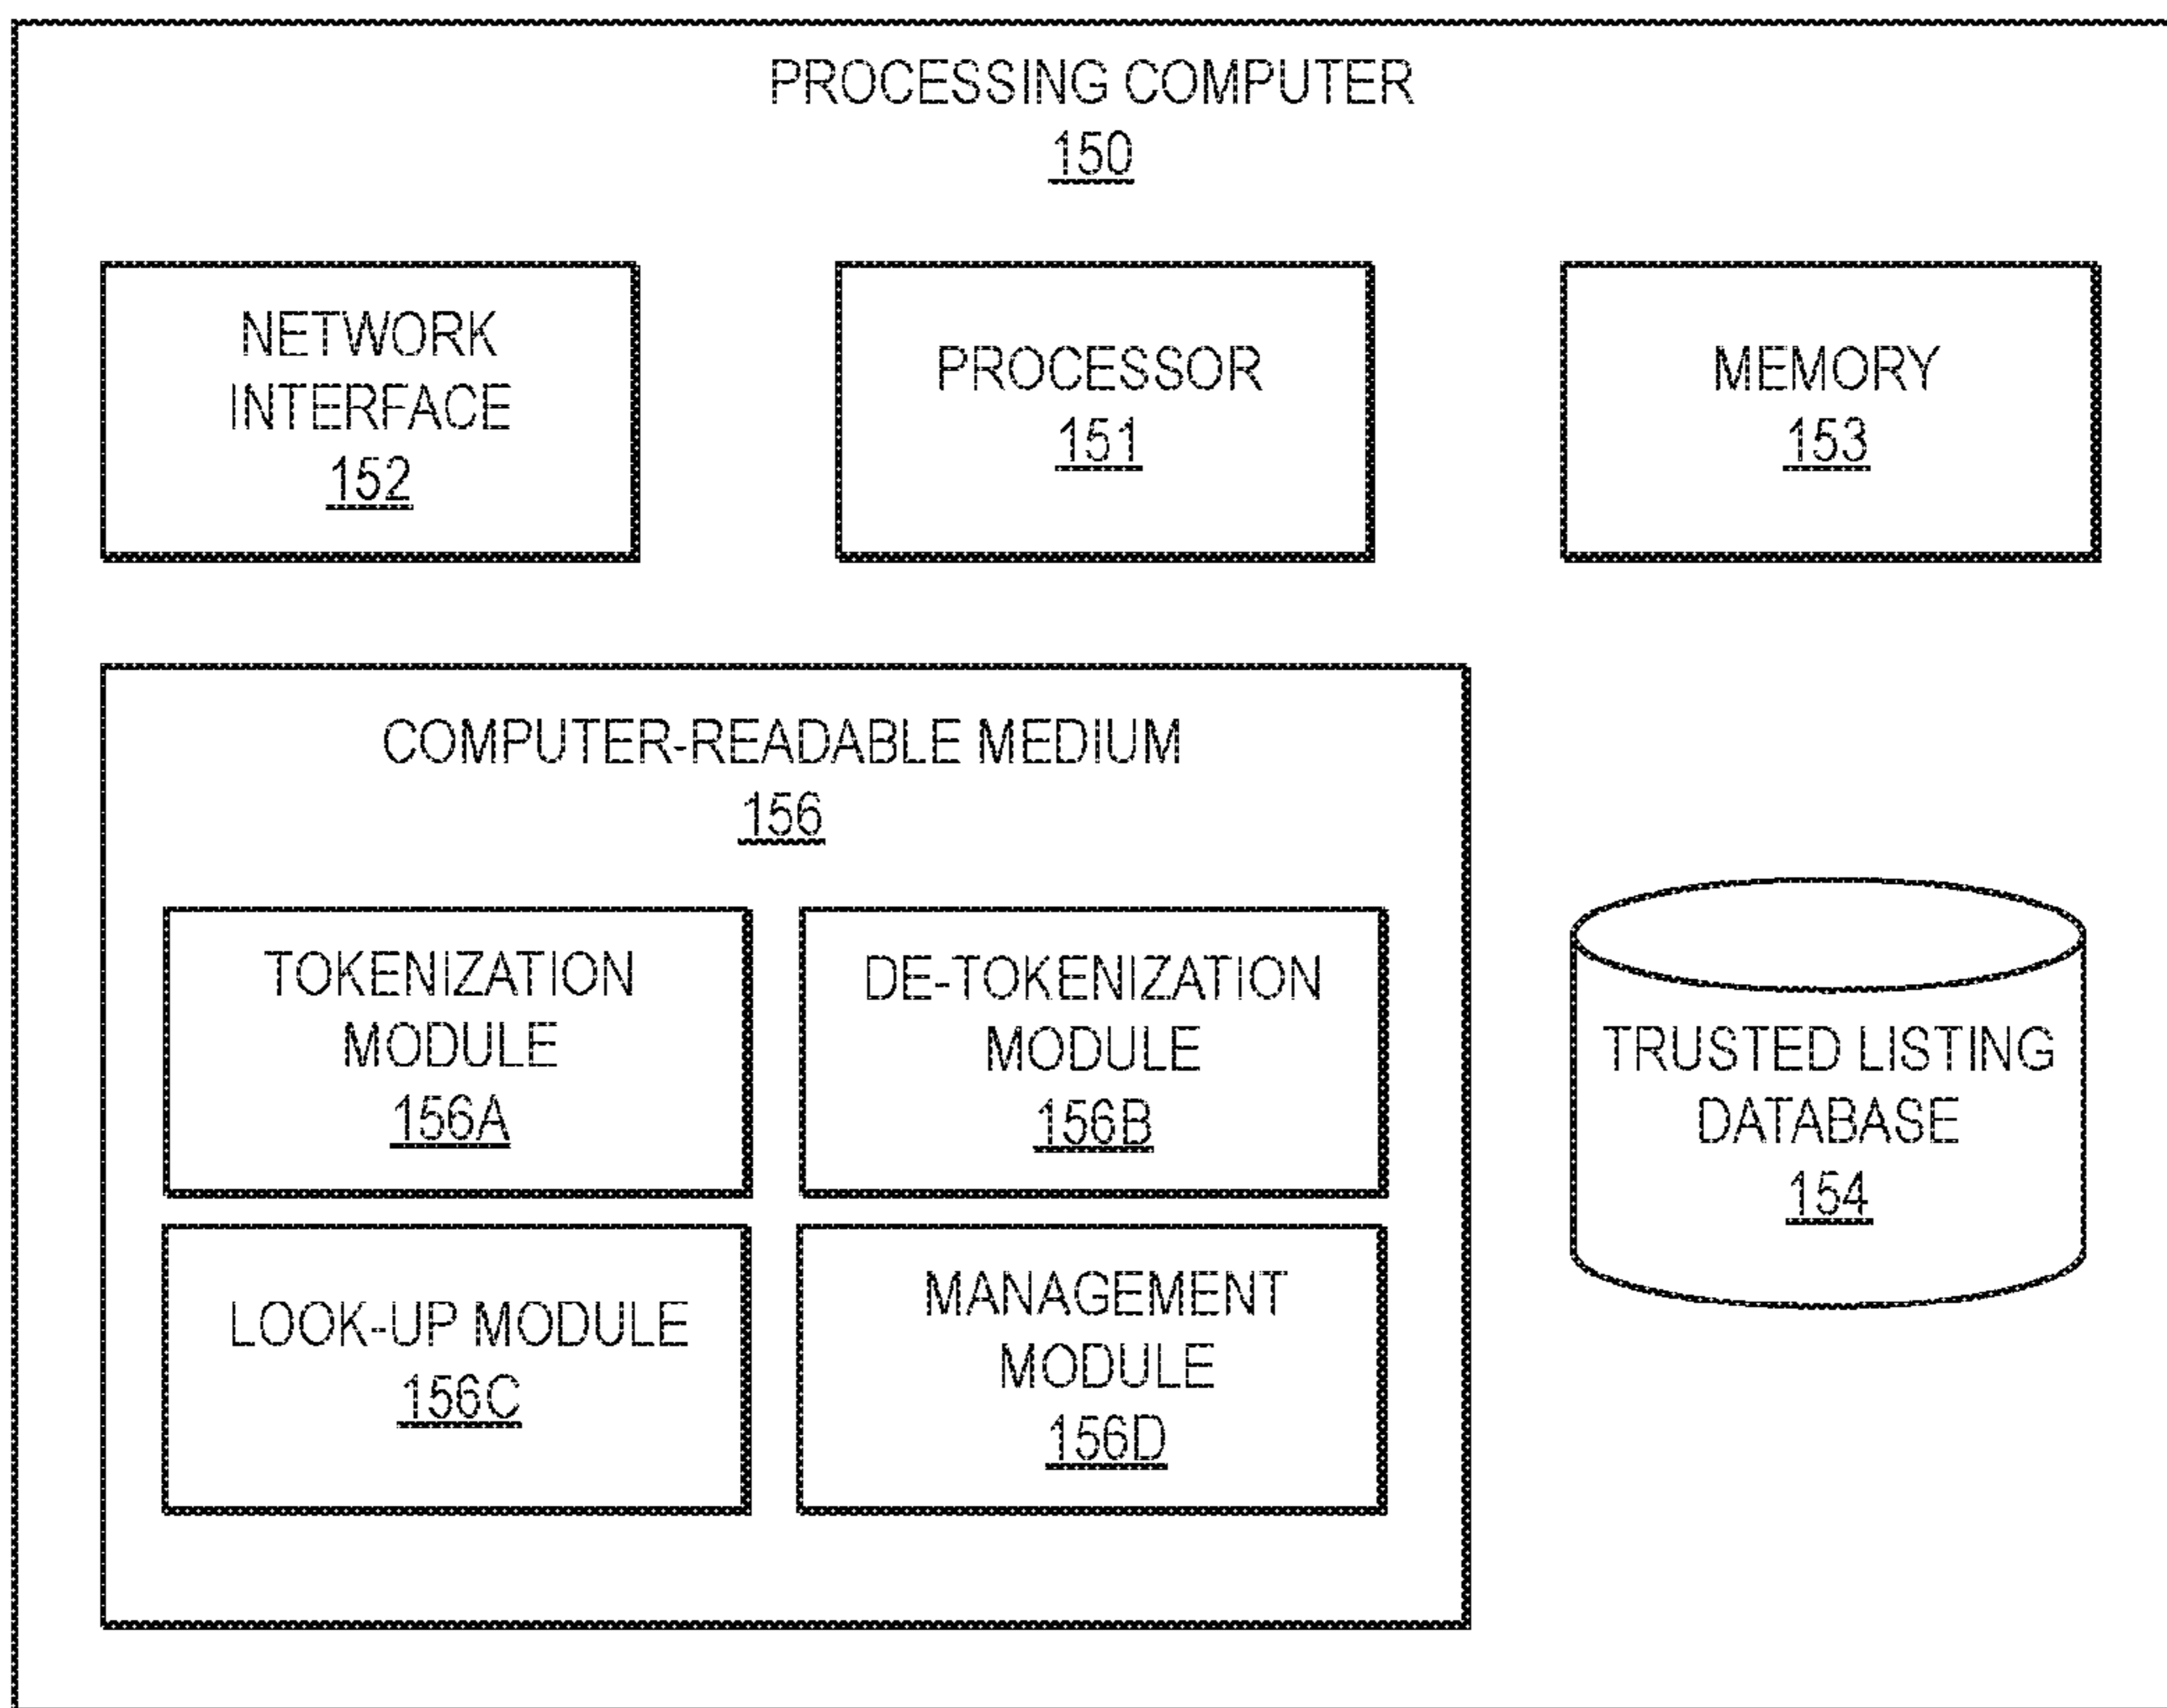 PROCESSING COMPUTER
150
NETWORK
INTERFACE
152
PROCESSOR
151
MEMORY
153
COMPUTER-READABLE MEDIUM
156
TOKENIZATION
MODULE
156A
DE-TOKENIZATION
MODULE
156B
LOOK-UP MODULE
156C
MANAGEMENT
MODULE
156D
TRUSTED LISTING
DATABASE
154